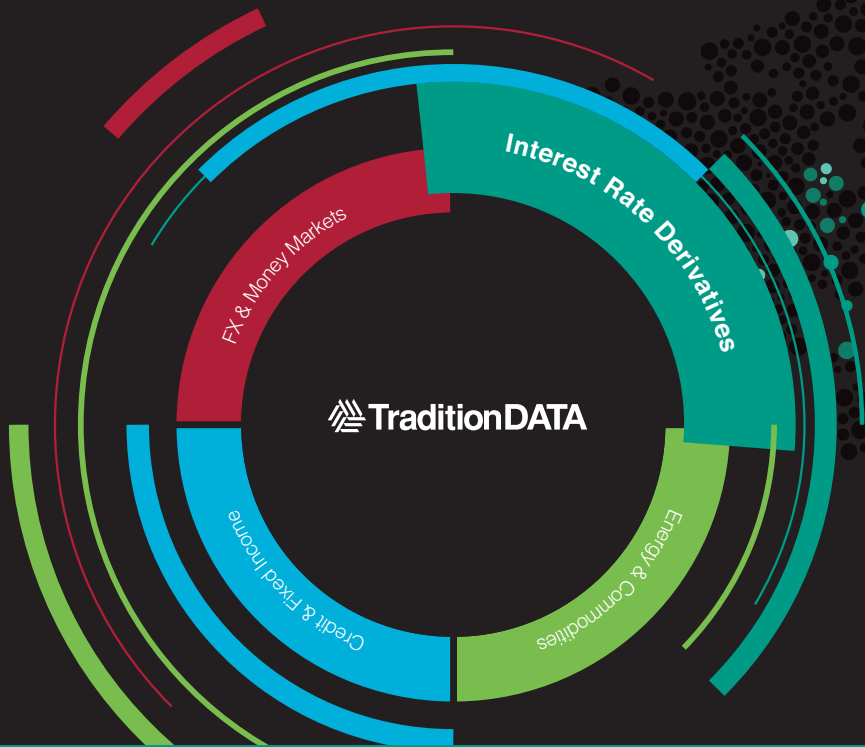 Interest Rate Derivatives
FX & Money Markets
TraditionDATA
Credit & Fixed Income
Energy & Commodities